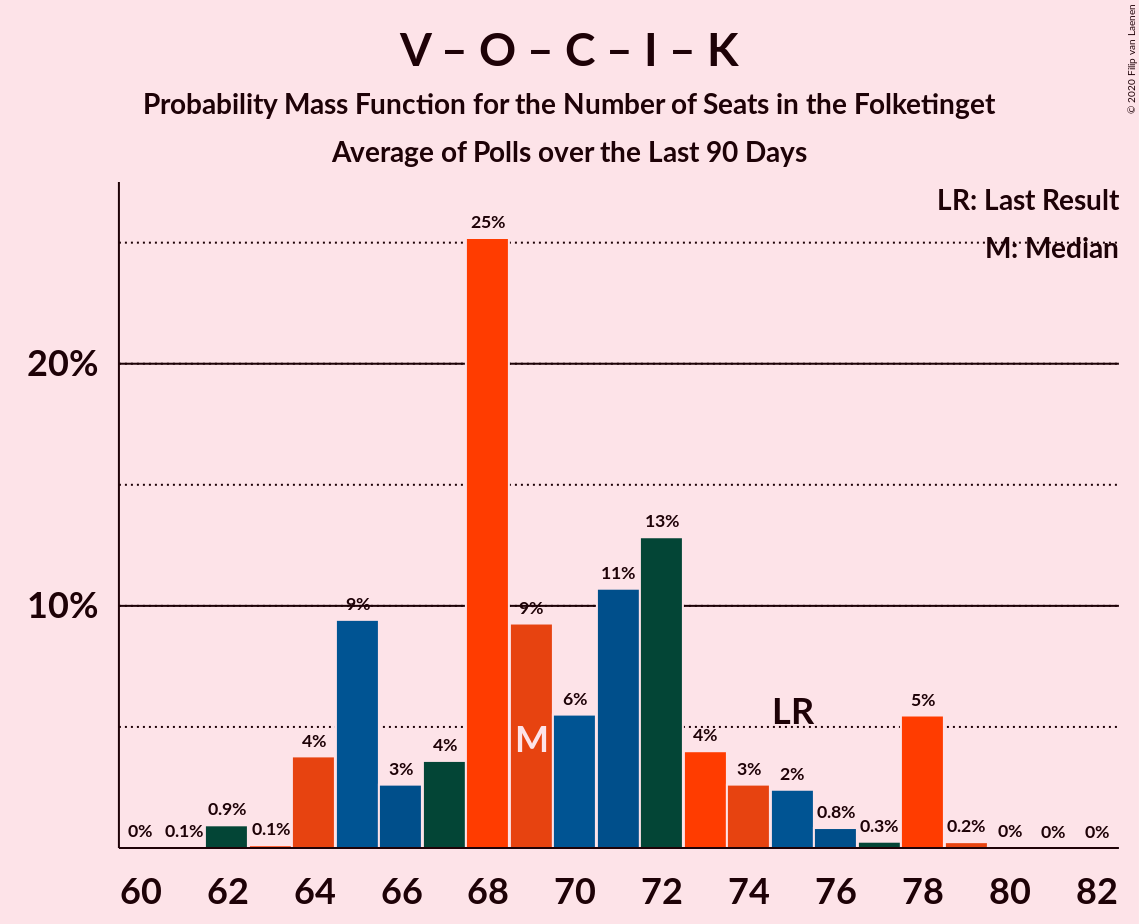 V – O – C – I – K
Probability Mass Function for the Number of Seats in the Folketinget
Average of Polls over the Last 90 Days
© 2020 Filip van Laenen
LR: Last Result
M: Median
20%
10%
0%
0.1%
0.9%
0.1%
4%
9%
3%
4%
25%
9%
6%
11%
13%
4%
3%
2%
0.8%
0.3%
5%
0.2%
0%
0%
0%
M
LR
60 62 64 66 68 70 72 74 76 78 80 82